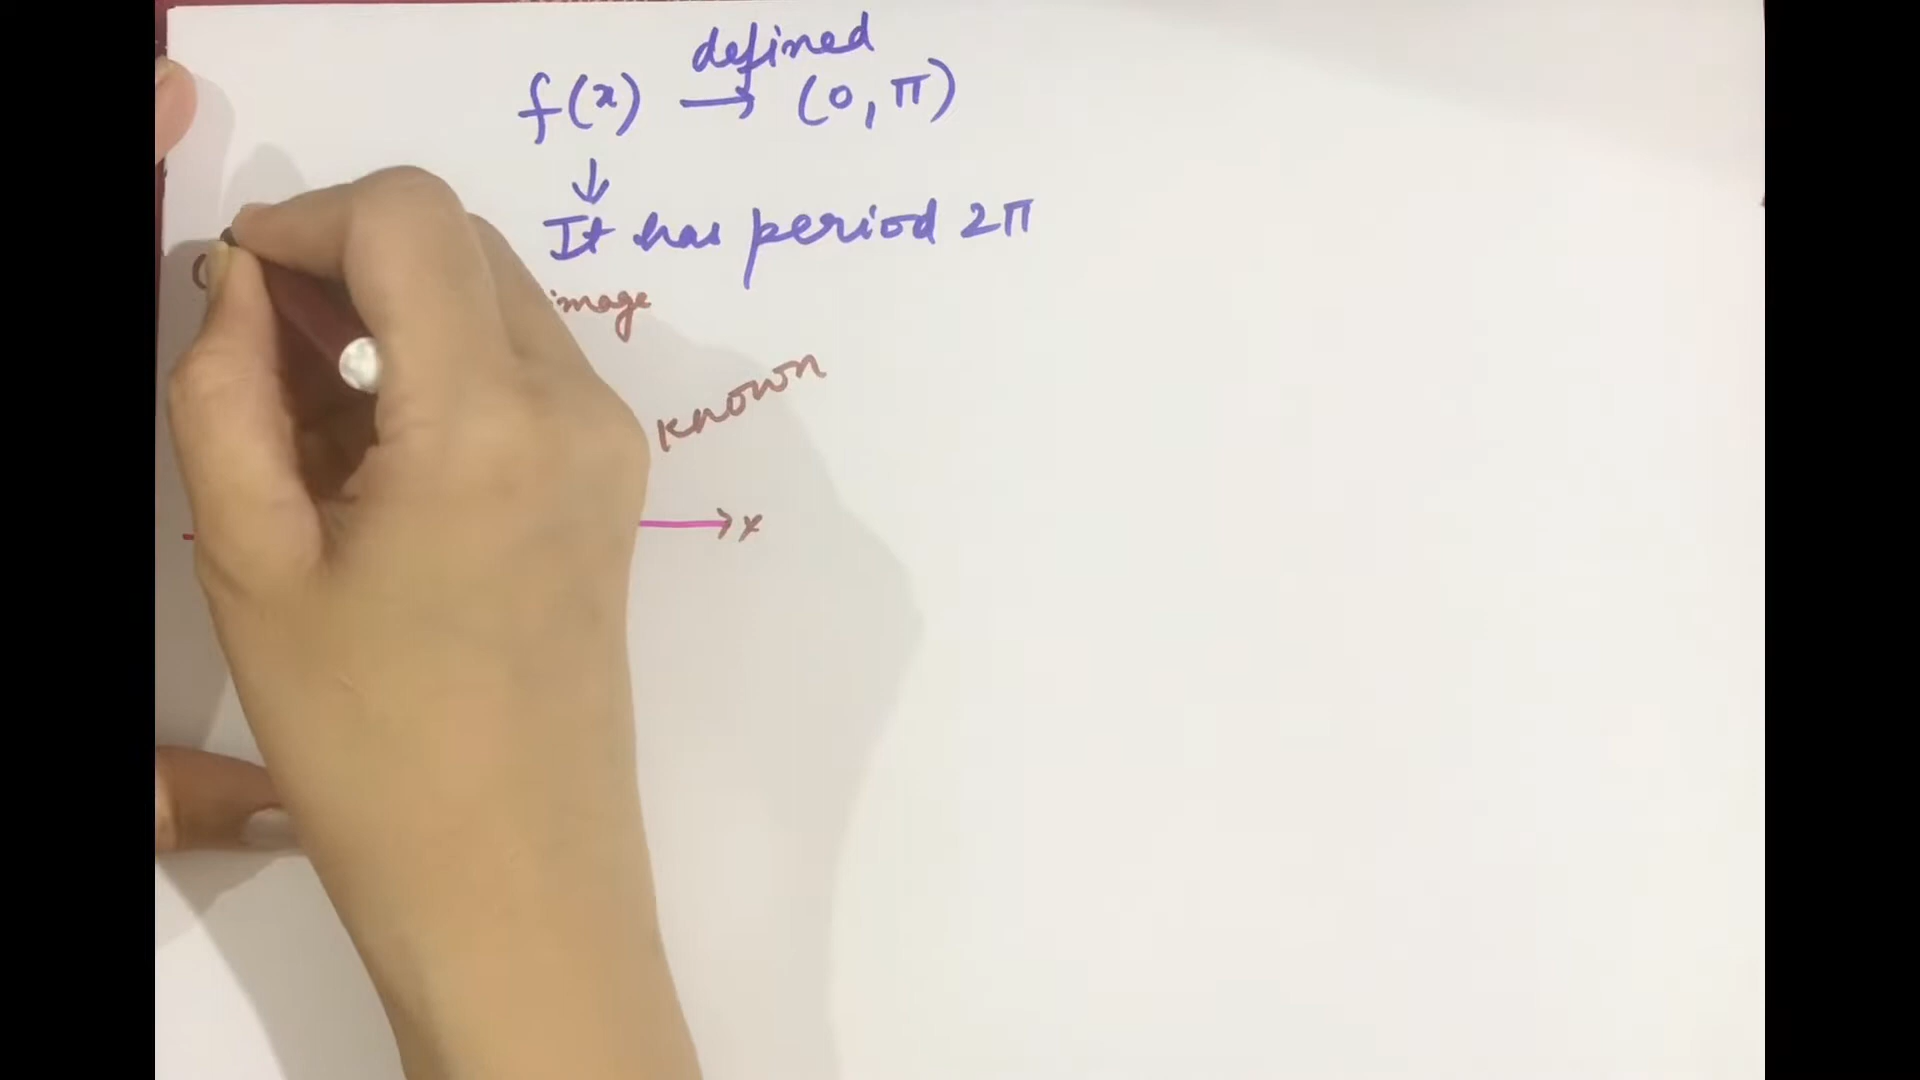 defined
f(x) → (0, π)
↓
It has period 2π
image
known
x